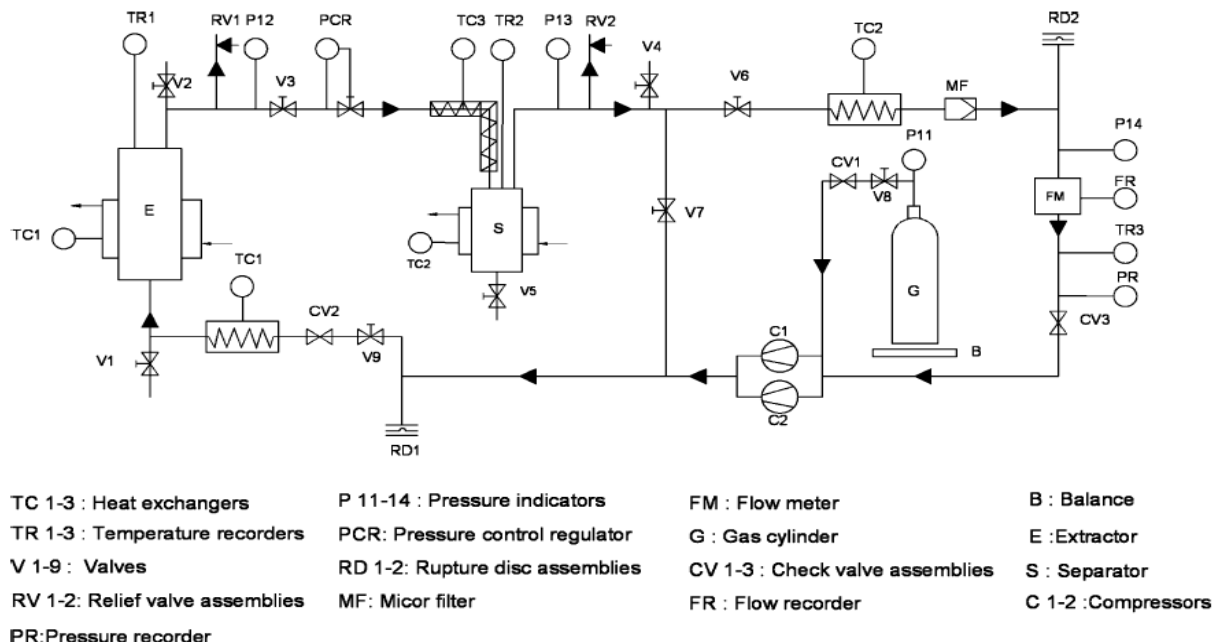 TR1 RV1 P12 PCR TC3 TR2 P13 RV2 V4 TC2 RD2
V2 V3 V6 MF
P11 P14
CV1
V8 FR
E FM
S V7
TC1 TC2 TR3
TC1 G PR
V5
CV2 CV3
C1
V1 V9 B
C2
RD1
TC 1-3 : Heat exchangers
TR 1-3 : Temperature recorders
V 1-9 : Valves
RV 1-2: Relief valve assemblies
PR:Pressure recorder
P 11-14 : Pressure indicators
PCR: Pressure control regulator
RD 1-2: Rupture disc assemblies
MF: Micor filter
FM : Flow meter
G : Gas cylinder
CV 1-3 : Check valve assemblies
FR : Flow recorder
B : Balance
E :Extractor
S : Separator
C 1-2 :Compressors